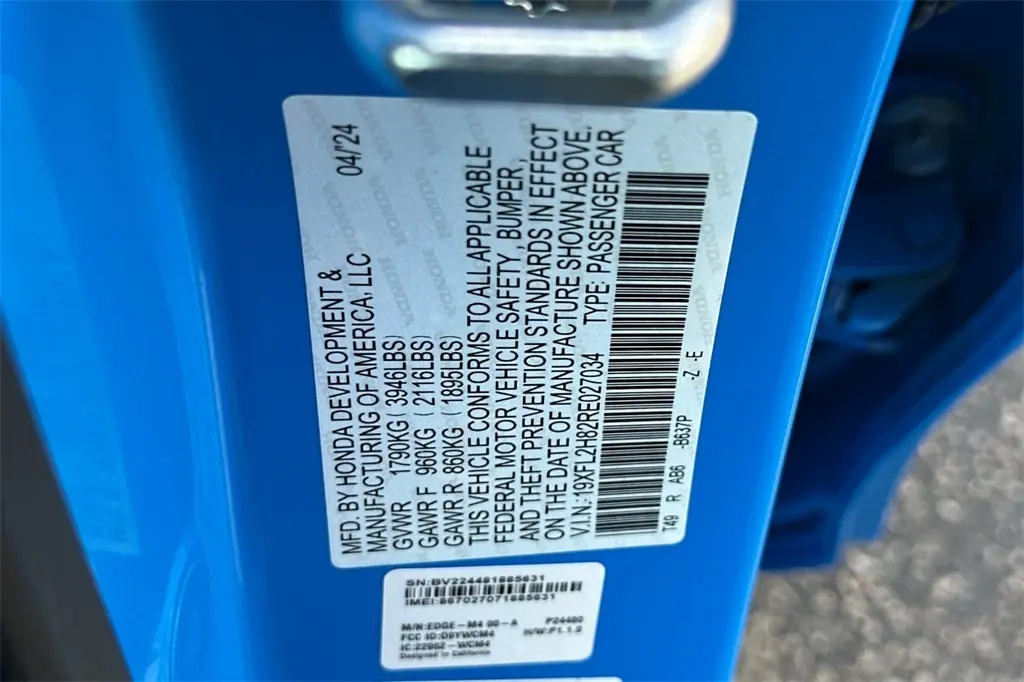 MFD. BY HONDA DEVELOPMENT & 04/'24
MANUFACTURING OF AMERICA, LLC
GVWR 1790KG ( 3946LBS)
GAWR F 960KG ( 2116LBS)
GAWR R 860KG ( 1895LBS)
THIS VEHICLE CONFORMS TO ALL APPLICABLE
FEDERAL MOTOR VEHICLE SAFETY, BUMPER,
AND THEFT PREVENTION STANDARDS IN EFFECT
ON THE DATE OF MANUFACTURE SHOWN ABOVE.
V.I.N.: 19XFL2H82RE027034 TYPE: PASSENGER CAR
T49 R AB6 -B637P -Z -E
SN:BV224481885631
IMEI:867027071885631
M/N:EDGE-M4 00-A P24480
FCC ID:D9YWCM4 H/W:P1.1.0
IC:22952-WCM4
Designed in California